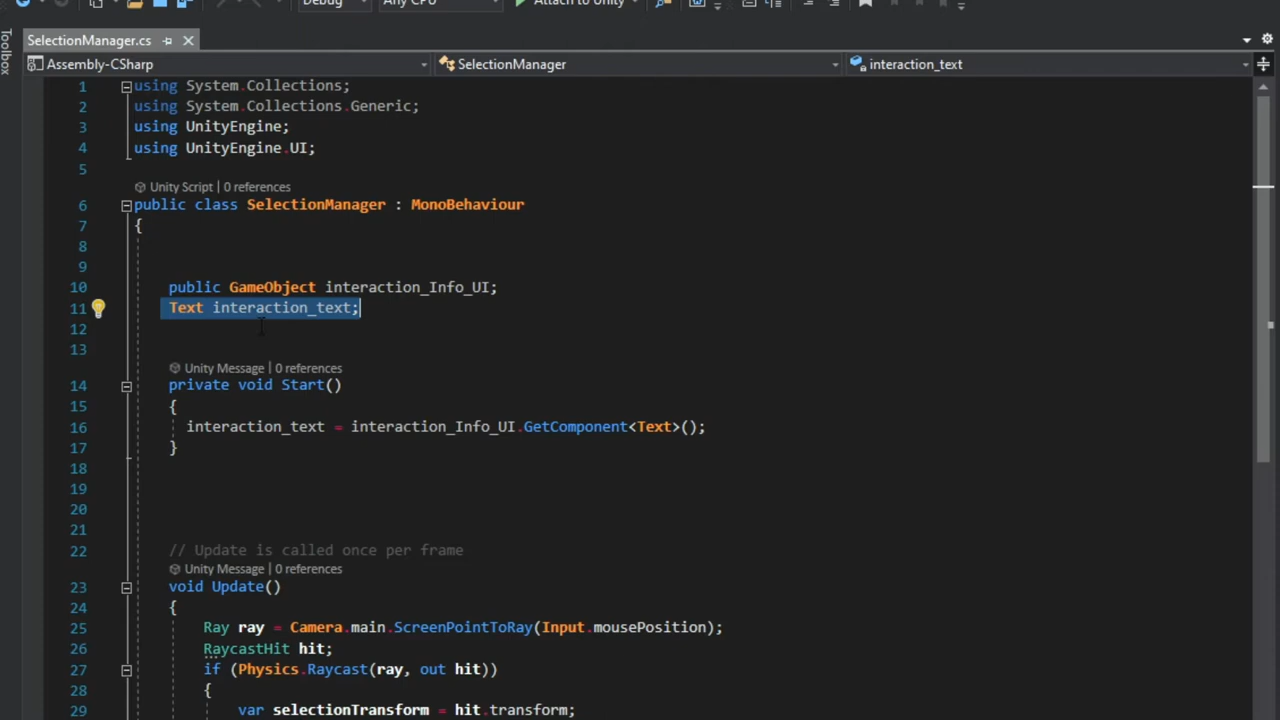 Debug
Any CPU
Attach to Unity
Toolbox
SelectionManager.cs
Assembly-CSharp
SelectionManager
interaction_text
1 using System.Collections;
2 using System.Collections.Generic;
3 using UnityEngine;
4 using UnityEngine.UI;
5
Unity Script | 0 references
6 public class SelectionManager : MonoBehaviour
7 {
8
9
10 public GameObject interaction_Info_UI;
11 Text interaction_text;
12
13
Unity Message | 0 references
14 private void Start()
15 {
16 interaction_text = interaction_Info_UI.GetComponent<Text>();
17 }
18
19
20
21
22 // Update is called once per frame
Unity Message | 0 references
23 void Update()
24 {
25 Ray ray = Camera.main.ScreenPointToRay(Input.mousePosition);
26 RaycastHit hit;
27 if (Physics.Raycast(ray, out hit))
28 {
29 var selectionTransform = hit.transform;